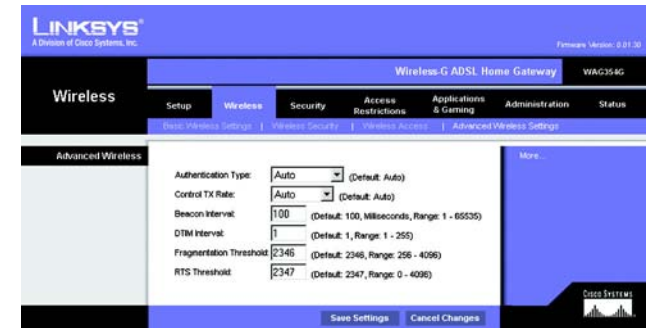 LINKSYS®
A Division of Cisco Systems, Inc.
Firmware Version: 0.01.30
Wireless-G ADSL Home Gateway WAG354G
Wireless
Setup Wireless Security Access Restrictions Applications & Gaming Administration Status
Basic Wireless Settings | Wireless Security | Wireless Access | Advanced Wireless Settings
Advanced Wireless
More...
Authentication Type: Auto (Default: Auto)
Control TX Rate: Auto (Default: Auto)
Beacon Interval: 100 (Default: 100, Miliseconds, Range: 1 - 65535)
DTIM Interval: 1 (Default: 1, Range: 1 - 255)
Fragmentation Threshold: 2346 (Default: 2346, Range: 256 - 4096)
RTS Threshold: 2347 (Default: 2347, Range: 0 - 4096)
Save Settings Cancel Changes
CISCO SYSTEMS